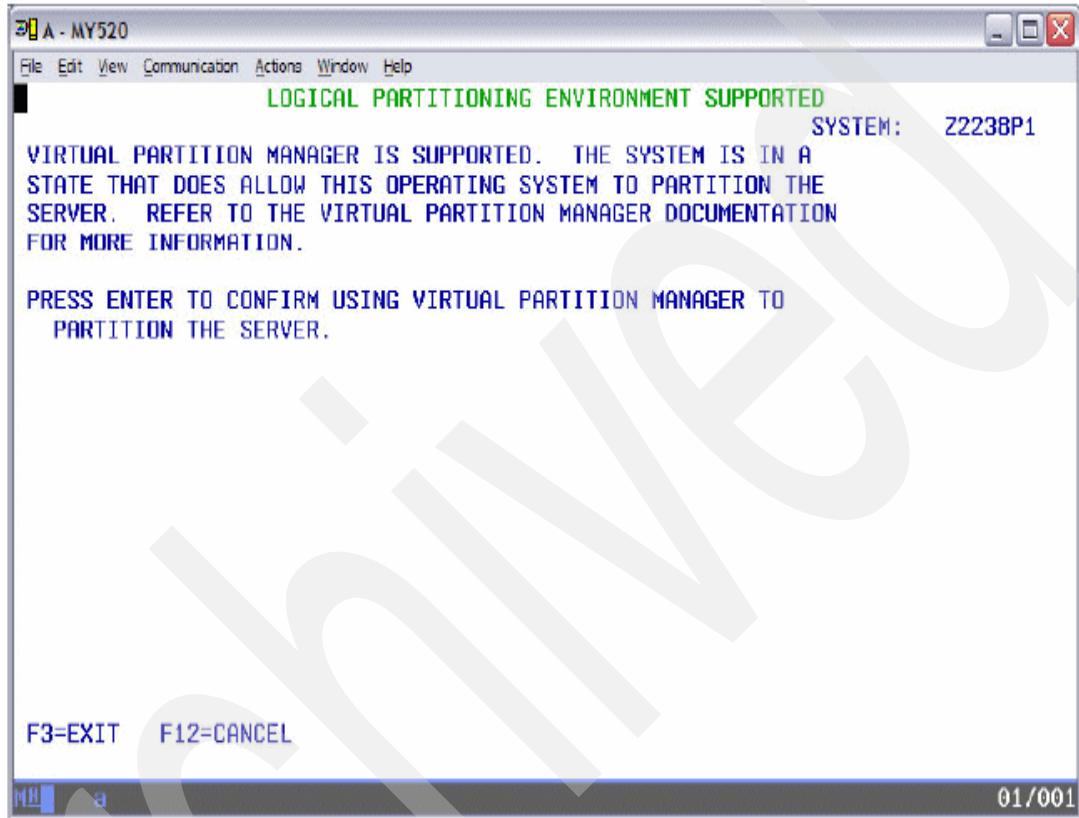 A - MY520
File Edit View Communication Actions Window Help
LOGICAL PARTITIONING ENVIRONMENT SUPPORTED
SYSTEM: Z2238P1
VIRTUAL PARTITION MANAGER IS SUPPORTED. THE SYSTEM IS IN A
STATE THAT DOES ALLOW THIS OPERATING SYSTEM TO PARTITION THE
SERVER. REFER TO THE VIRTUAL PARTITION MANAGER DOCUMENTATION
FOR MORE INFORMATION.
PRESS ENTER TO CONFIRM USING VIRTUAL PARTITION MANAGER TO
PARTITION THE SERVER.
F3=EXIT F12=CANCEL
a 01/001